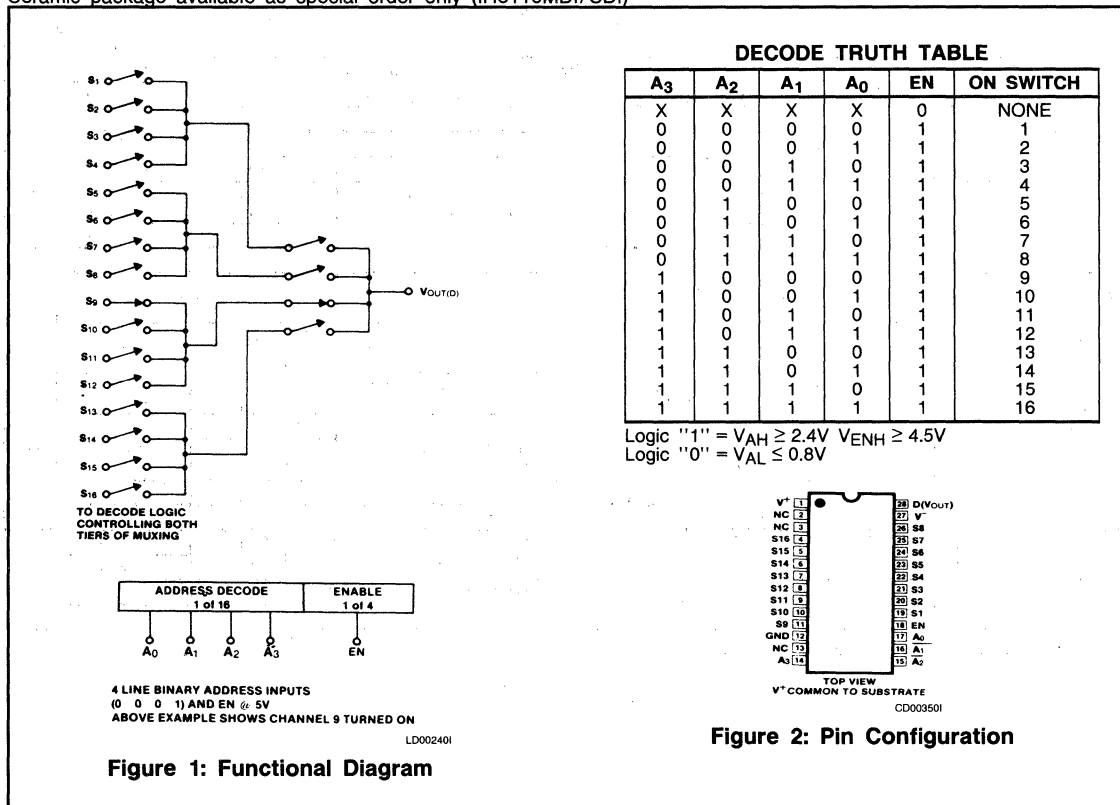 Ceramic package available as special order only (IH6116MDI/CDI)
S1
S2
S3
S4
S5
S6
S7
S8
S9
S10
S11
S12
S13
S14
S15
S16
VOUT(D)
TO DECODE LOGIC
CONTROLLING BOTH
TIERS OF MUXING
ADDRESS DECODE
1 of 16
ENABLE
1 of 4
A0 A1 A2 A3 EN
4 LINE BINARY ADDRESS INPUTS
(0 0 0 1) AND EN @ 5V
ABOVE EXAMPLE SHOWS CHANNEL 9 TURNED ON
LD00240I
Figure 1: Functional Diagram
DECODE TRUTH TABLE
A3 A2 A1 A0 EN ON SWITCH
X X X X 0 NONE
0 0 0 0 1 1
0 0 0 1 1 2
0 0 1 0 1 3
0 0 1 1 1 4
0 1 0 0 1 5
0 1 0 1 1 6
0 1 1 0 1 7
0 1 1 1 1 8
1 0 0 0 1 9
1 0 0 1 1 10
1 0 1 0 1 11
1 0 1 1 1 12
1 1 0 0 1 13
1 1 0 1 1 14
1 1 1 0 1 15
1 1 1 1 1 16
Logic "1" = VAH ≥ 2.4V VENH ≥ 4.5V
Logic "0" = VAL ≤ 0.8V
V+ 1 28 D(VOUT)
NC 2 27 V-
NC 3 26 S8
S16 4 25 S7
S15 5 24 S6
S14 6 23 S5
S13 7 22 S4
S12 8 21 S3
S11 9 20 S2
S10 10 19 S1
S9 11 18 EN
GND 12 17 A0
NC 13 16 A1
A3 14 15 A2
TOP VIEW
V+ COMMON TO SUBSTRATE
CD00350I
Figure 2: Pin Configuration